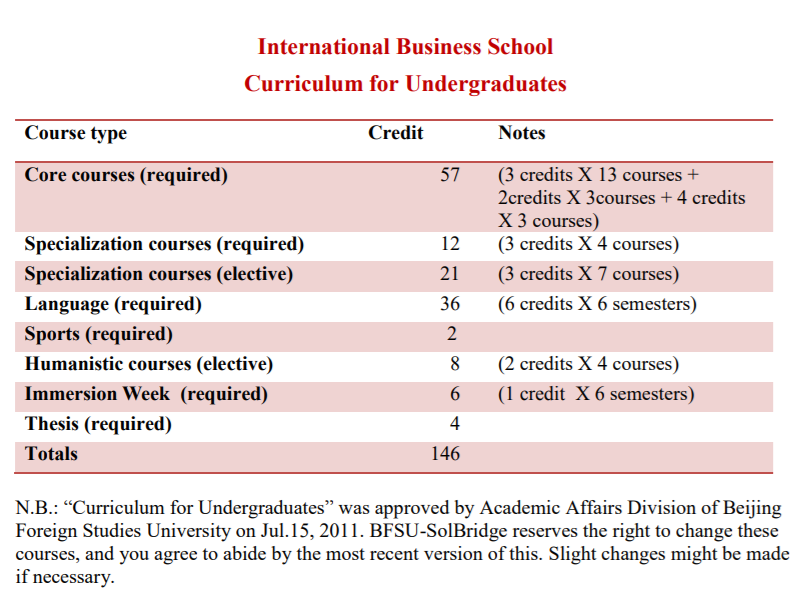 International Business School
Curriculum for Undergraduates
Course type Credit Notes
Core courses (required) 57 (3 credits X 13 courses +
2credits X 3courses + 4 credits
X 3 courses)
Specialization courses (required) 12 (3 credits X 4 courses)
Specialization courses (elective) 21 (3 credits X 7 courses)
Language (required) 36 (6 credits X 6 semesters)
Sports (required) 2
Humanistic courses (elective) 8 (2 credits X 4 courses)
Immersion Week (required) 6 (1 credit X 6 semesters)
Thesis (required) 4
Totals 146
N.B.: “Curriculum for Undergraduates” was approved by Academic Affairs Division of Beijing
Foreign Studies University on Jul.15, 2011. BFSU-SolBridge reserves the right to change these
courses, and you agree to abide by the most recent version of this. Slight changes might be made
if necessary.